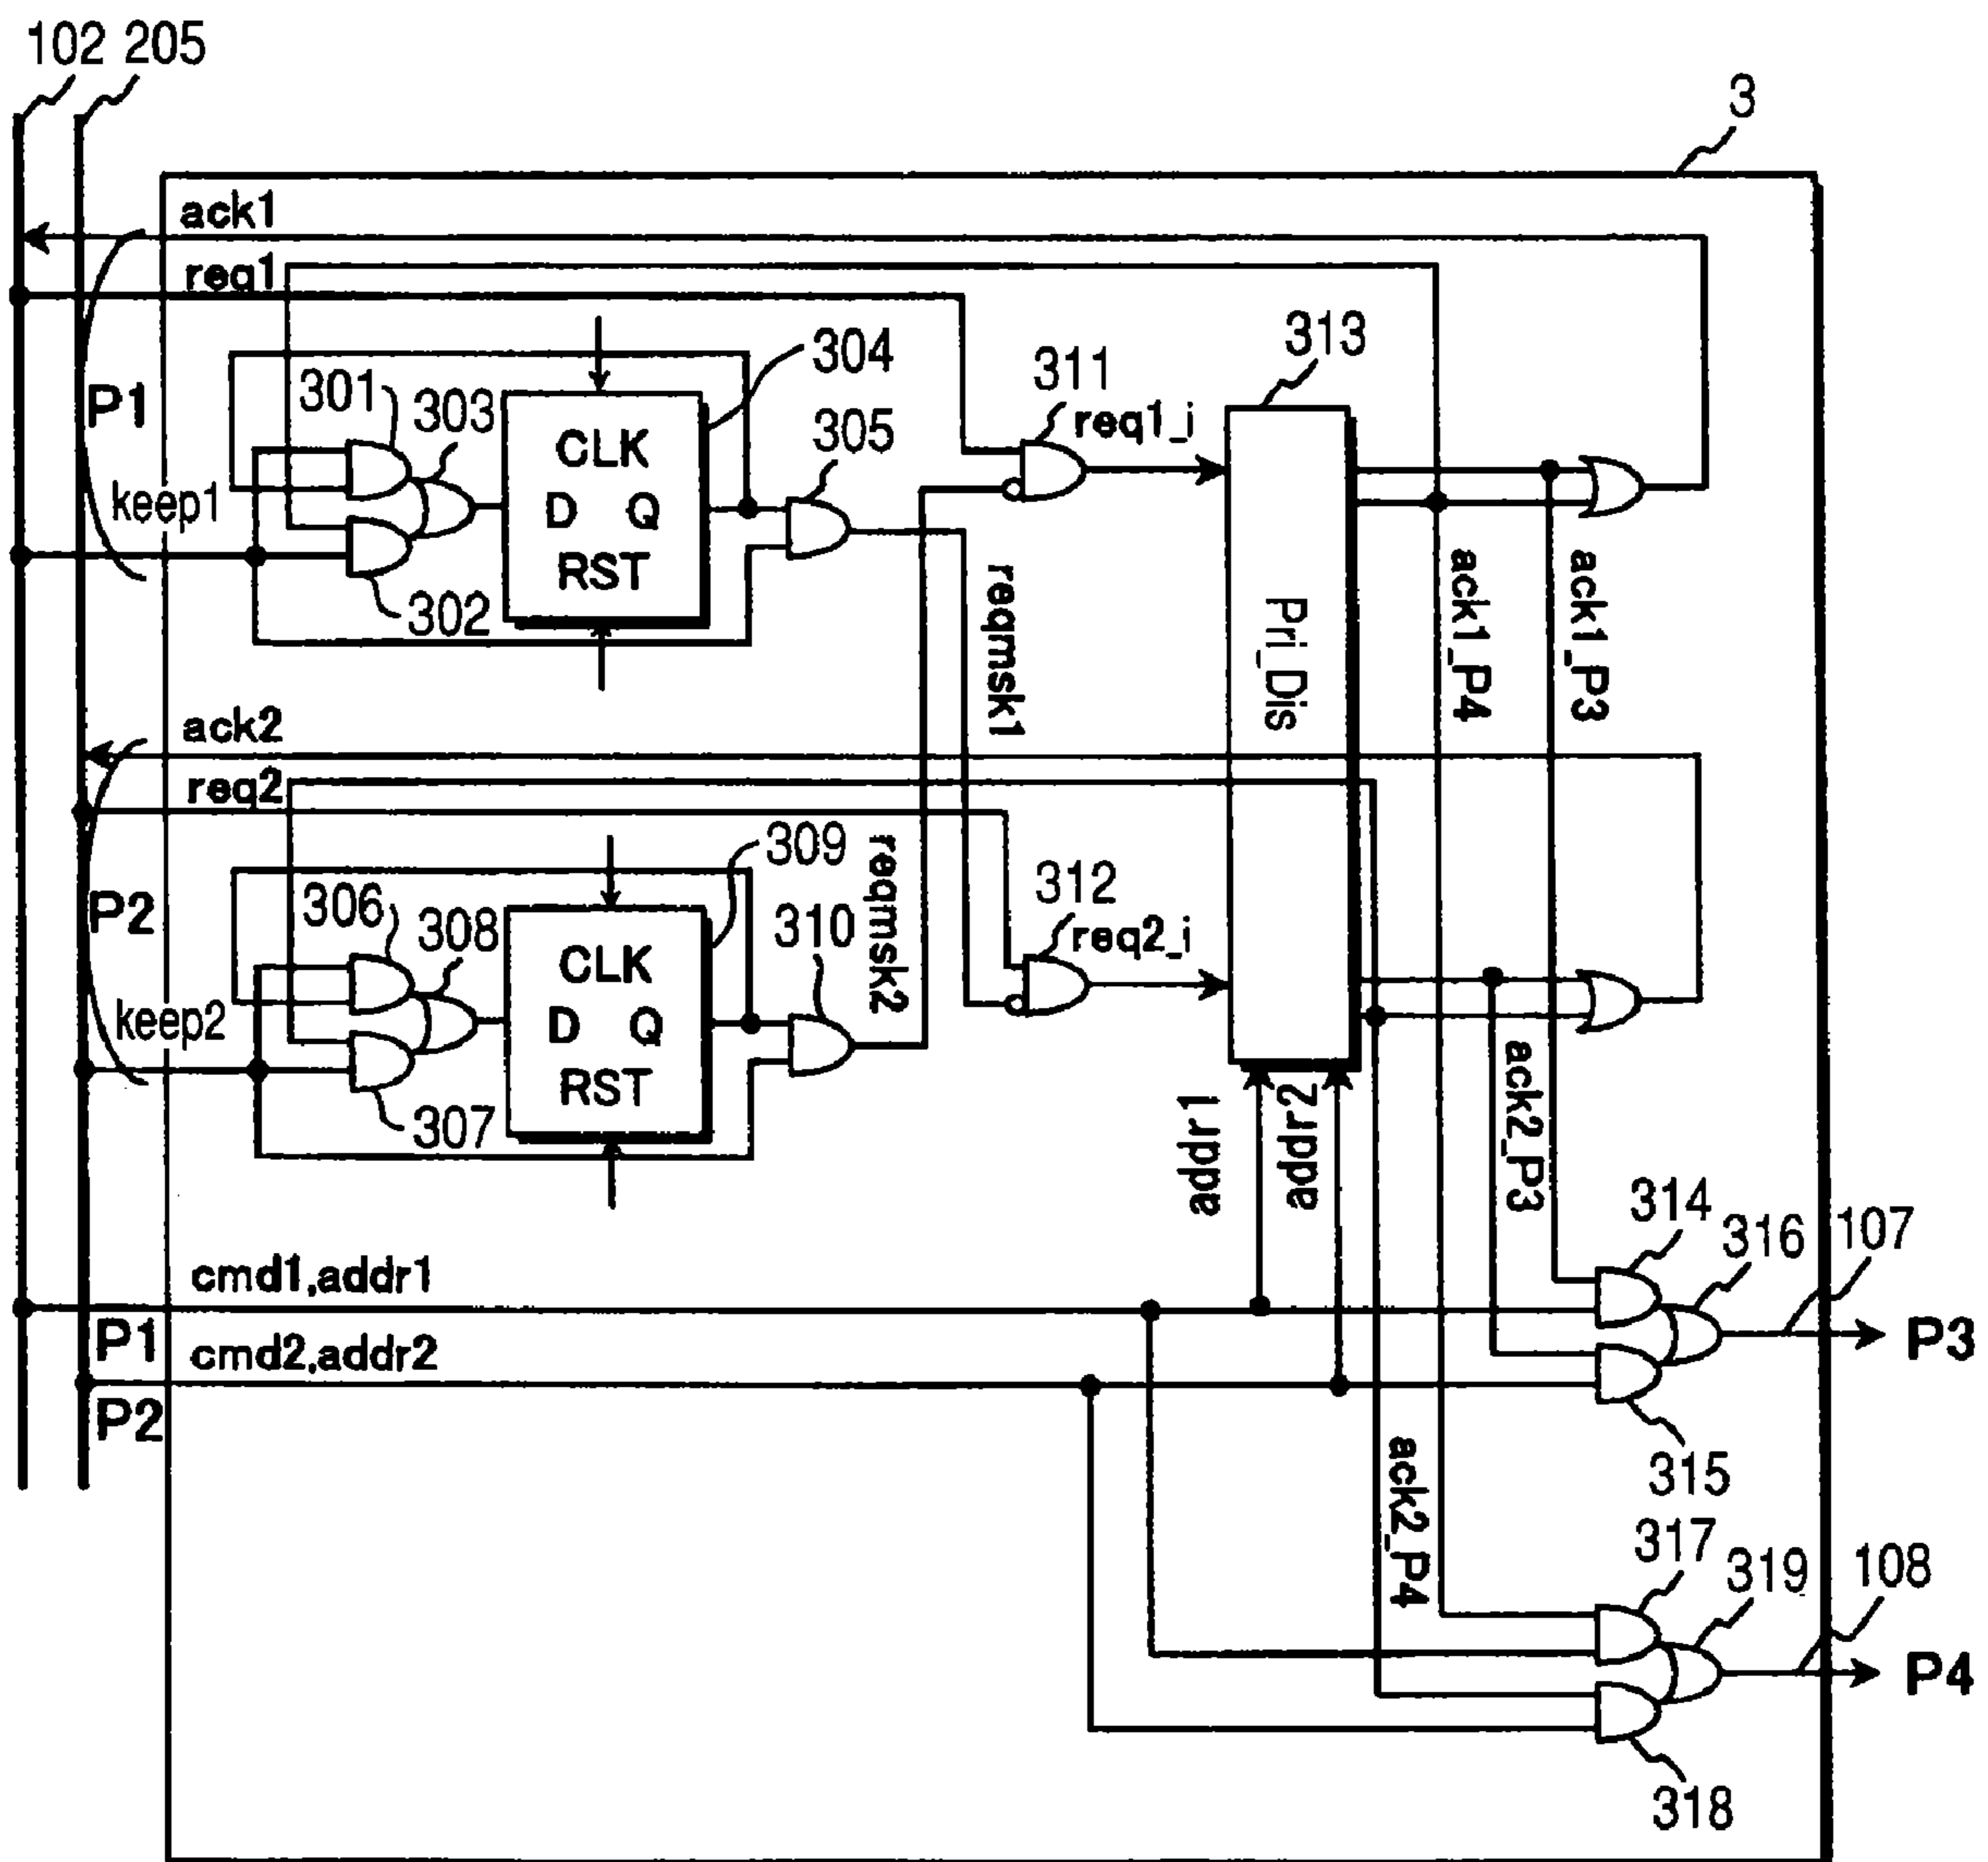 102 205
3
ack1
req1
304
313
311
301
303
P1
305
req1_i
CLK
keep1
D Q
RST
302
reqmsk1
Pri_Dis
ack1_P4
ack1_P3
ack2
req2
309
reqmsk2
312
306
P2
308
310
req2_i
CLK
keep2
D Q
RST
307
addr1
addr2
ack2_P3
314
316
107
cmd1,addr1
P3
P1
cmd2,addr2
P2
315
ack2_P4
317
319
108
P4
318